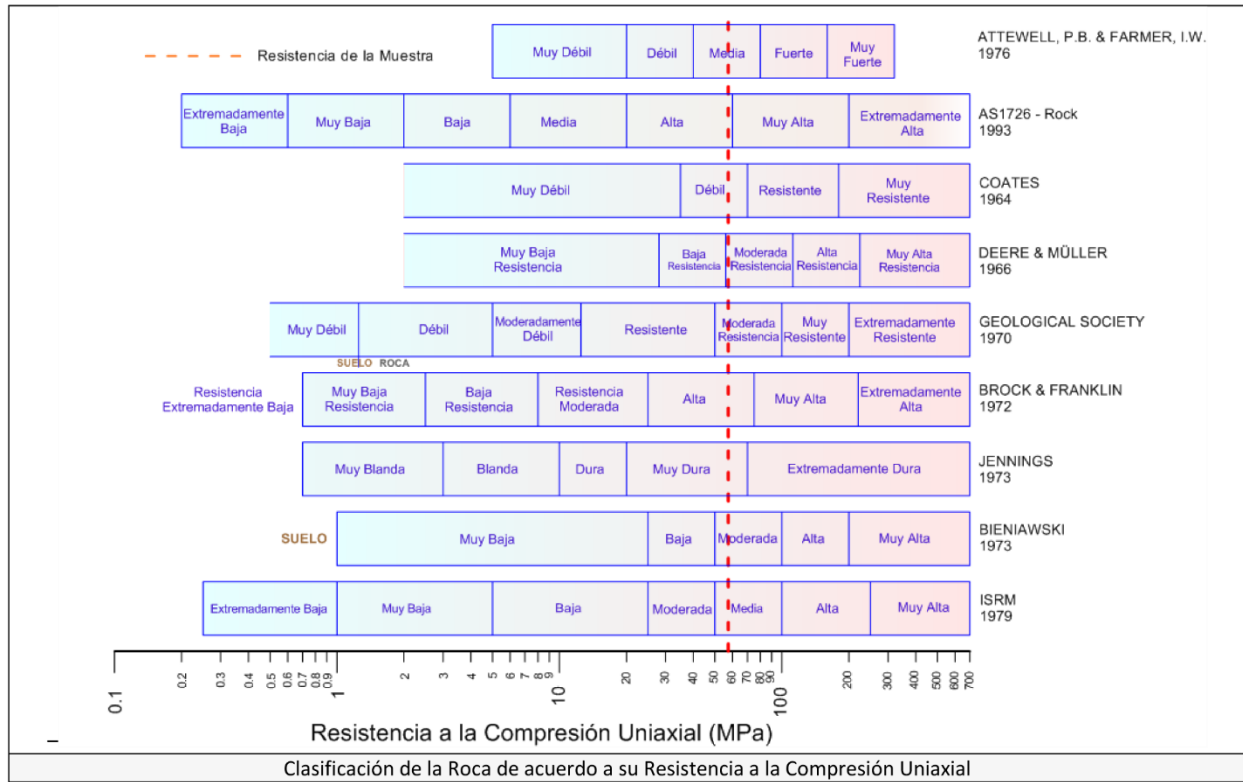 Resistencia de la Muestra
Muy Débil
Débil
Media
Fuerte
Muy
Fuerte
ATTEWELL, P.B. & FARMER, I.W.
1976
Extremadamente
Baja
Muy Baja
Baja
Media
Alta
Muy Alta
Extremadamente
Alta
AS1726 - Rock
1993
Muy Débil
Débil
Resistente
Muy
Resistente
COATES
1964
Muy Baja
Resistencia
Baja
Resistencia
Moderada
Resistencia
Alta
Resistencia
Muy Alta
Resistencia
DEERE & MÜLLER
1966
Muy Débil
Débil
Moderadamente
Débil
Resistente
Moderada
Resistencia
Muy
Resistente
Extremadamente
Resistente
GEOLOGICAL SOCIETY
1970
SUELO ROCA
Resistencia
Extremadamente Baja
Muy Baja
Resistencia
Baja
Resistencia
Resistencia
Moderada
Alta
Muy Alta
Extremadamente
Alta
BROCK & FRANKLIN
1972
Muy Blanda
Blanda
Dura
Muy Dura
Extremadamente Dura
JENNINGS
1973
SUELO
Muy Baja
Baja
Moderada
Alta
Muy Alta
BIENIAWSKI
1973
Extremadamente Baja
Muy Baja
Baja
Moderada
Media
Alta
Muy Alta
ISRM
1979
0.1 0.2 0.3 0.4 0.5 0.6 0.7 0.8 0.9 1 2 3 4 5 6 7 8 9 10 20 30 40 50 60 70 80 90 100 200 300 400 500 600 700
Resistencia a la Compresión Uniaxial (MPa)
Clasificación de la Roca de acuerdo a su Resistencia a la Compresión Uniaxial